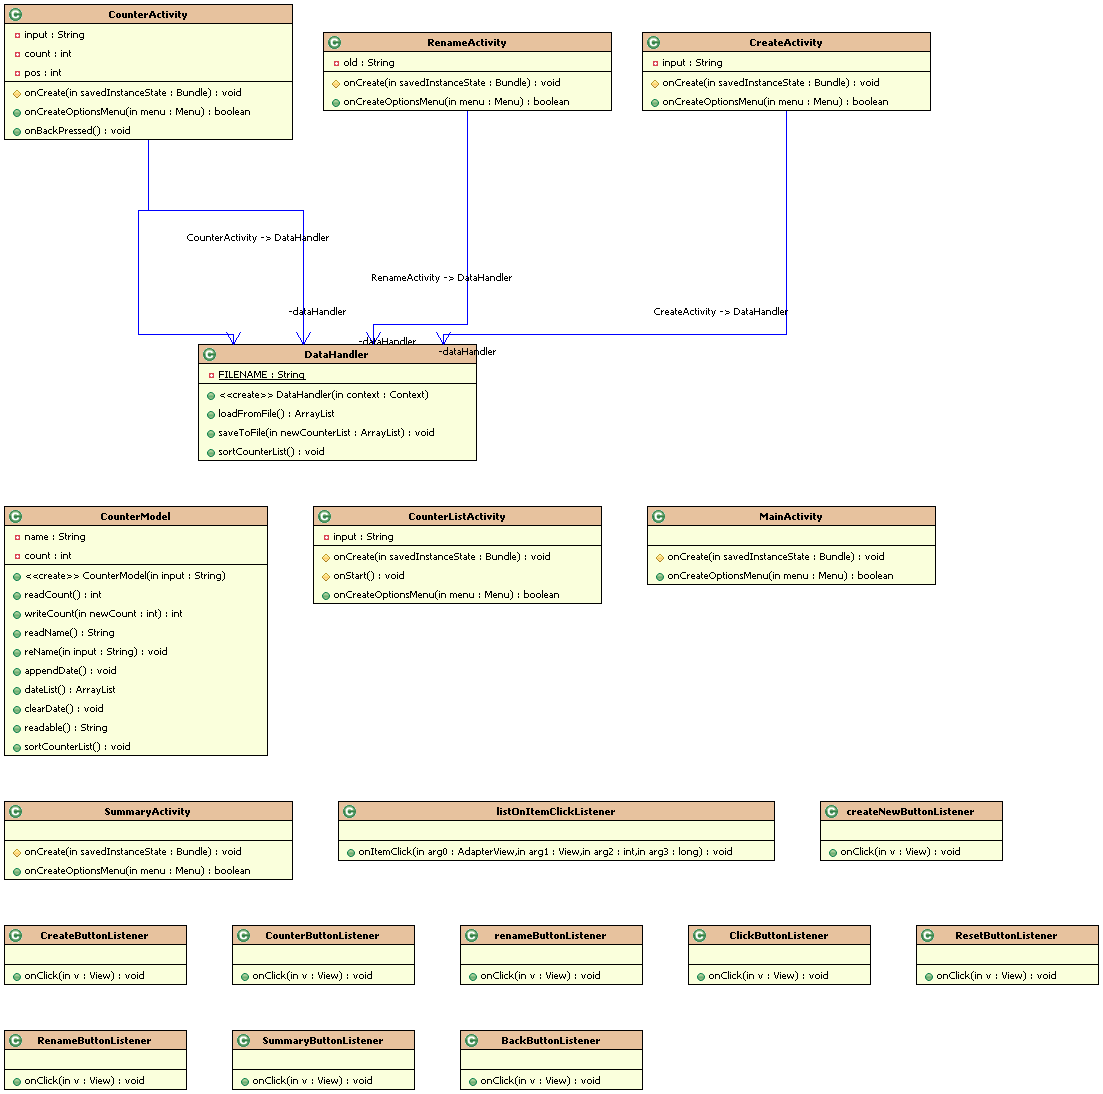 CounterActivity
input : String
count : int
pos : int
onCreate(in savedInstanceState : Bundle) : void
onCreateOptionsMenu(in menu : Menu) : boolean
onBackPressed() : void
RenameActivity
old : String
onCreate(in savedInstanceState : Bundle) : void
onCreateOptionsMenu(in menu : Menu) : boolean
CreateActivity
input : String
onCreate(in savedInstanceState : Bundle) : void
onCreateOptionsMenu(in menu : Menu) : boolean
CounterActivity -> DataHandler
RenameActivity -> DataHandler
CreateActivity -> DataHandler
-dataHandler
-dataHandler
-dataHandler
DataHandler
FILENAME : String
<<create>> DataHandler(in context : Context)
loadFromFile() : ArrayList
saveToFile(in newCounterList : ArrayList) : void
sortCounterList() : void
CounterModel
name : String
count : int
<<create>> CounterModel(in input : String)
readCount() : int
writeCount(in newCount : int) : int
readName() : String
reName(in input : String) : void
appendDate() : void
dateList() : ArrayList
clearDate() : void
readable() : String
sortCounterList() : void
CounterListActivity
input : String
onCreate(in savedInstanceState : Bundle) : void
onStart() : void
onCreateOptionsMenu(in menu : Menu) : boolean
MainActivity
onCreate(in savedInstanceState : Bundle) : void
onCreateOptionsMenu(in menu : Menu) : boolean
SummaryActivity
onCreate(in savedInstanceState : Bundle) : void
onCreateOptionsMenu(in menu : Menu) : boolean
listOnItemClickListener
onItemClick(in arg0 : AdapterView,in arg1 : View,in arg2 : int,in arg3 : long) : void
createNewButtonListener
onClick(in v : View) : void
CreateButtonListener
onClick(in v : View) : void
CounterButtonListener
onClick(in v : View) : void
renameButtonListener
onClick(in v : View) : void
ClickButtonListener
onClick(in v : View) : void
ResetButtonListener
onClick(in v : View) : void
RenameButtonListener
onClick(in v : View) : void
SummaryButtonListener
onClick(in v : View) : void
BackButtonListener
onClick(in v : View) : void